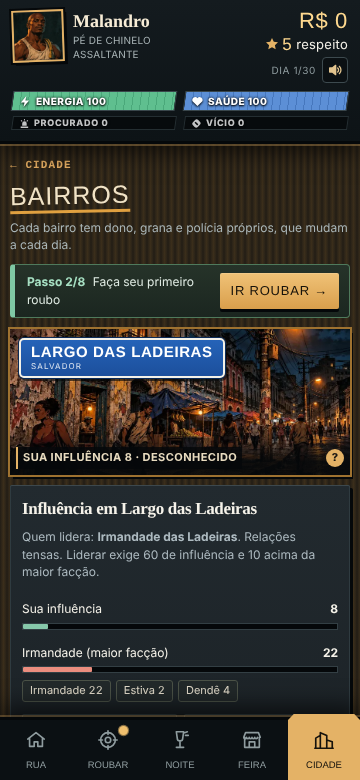 Malandro
PÉ DE CHINELO
ASSALTANTE
R$ 0
5 respeito
DIA 1/30
ENERGIA 100
SAÚDE 100
PROCURADO 0
VÍCIO 0
← CIDADE
BAIRROS
Cada bairro tem dono, grana e polícia próprios, que mudam
a cada dia.
Passo 2/8 Faça seu primeiro
roubo
IR ROUBAR →
LARGO DAS LADEIRAS
SALVADOR
SUA INFLUÊNCIA 8 · DESCONHECIDO
?
Influência em Largo das Ladeiras
Quem lidera: Irmandade das Ladeiras. Relações
tensas. Liderar exige 60 de influência e 10 acima da
maior facção.
Sua influência 8
Irmandade (maior facção) 22
Irmandade 22
Estiva 2
Dendê 4
RUA
ROUBAR
NOITE
FEIRA
CIDADE